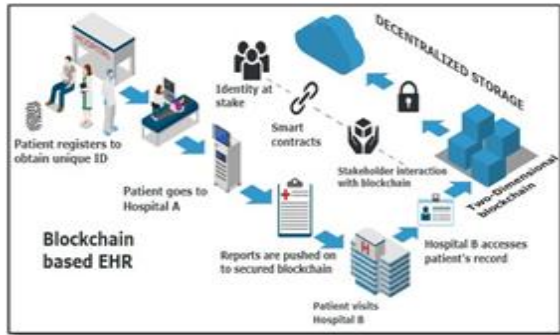 HOSPITAL
Patient registers to
obtain unique ID
Patient goes to
Hospital A
Identity at
stake
Smart
contracts
Stakeholder interaction
with blockchain
DECENTRALIZED STORAGE
Two-Dimensional
blockchain
Blockchain
based EHR
Reports are pushed on
to secured blockchain
H
Patient visits
Hospital B
Hospital B accesses
patient's record